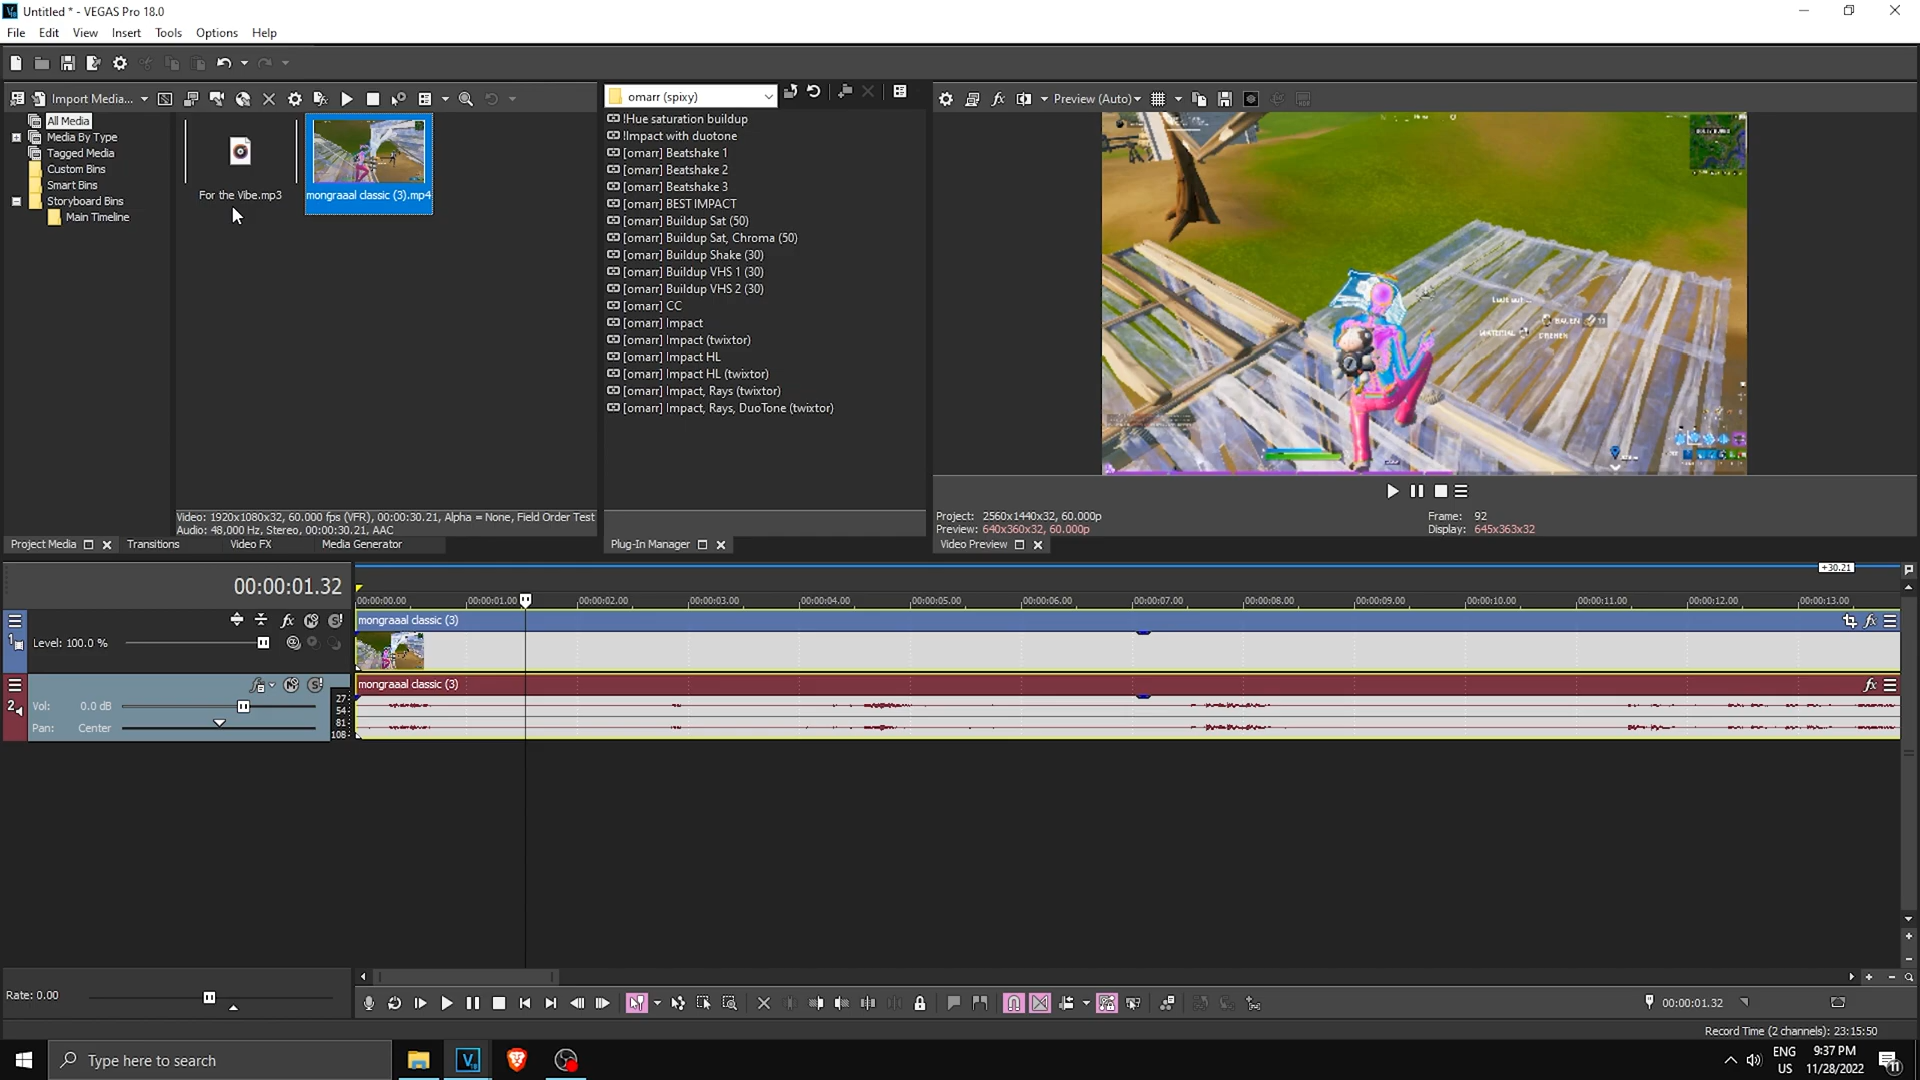 Untitled * - VEGAS Pro 18.0
File Edit View Insert Tools Options Help
Import Media...
All Media
Media By Type
Tagged Media
Custom Bins
Smart Bins
Storyboard Bins
Main Timeline
For the Vibe.mp3
mongraaal classic (3).mp4
Video: 1920x1080x32, 60.000 fps (VFR), 00:00:30.21, Alpha = None, Field Order Test
Audio: 48,000 Hz, Stereo, 00:00:30.21, AAC
Project Media Transitions Video FX Media Generator
omarr (spixy)
!Hue saturation buildup
!Impact with duotone
[omarr] Beatshake 1
[omarr] Beatshake 2
[omarr] Beatshake 3
[omarr] BEST IMPACT
[omarr] Buildup Sat (50)
[omarr] Buildup Sat, Chroma (50)
[omarr] Buildup Shake (30)
[omarr] Buildup VHS 1 (30)
[omarr] Buildup VHS 2 (30)
[omarr] CC
[omarr] Impact
[omarr] Impact (twixtor)
[omarr] Impact HL
[omarr] Impact HL (twixtor)
[omarr] Impact, Rays (twixtor)
[omarr] Impact, Rays, DuoTone (twixtor)
Plug-In Manager
Preview (Auto)
Project: 2560x1440x32, 60.000p
Preview: 640x360x32, 60.000p
Frame: 92
Display: 645x363x32
Video Preview
00:00:01.32
+30.21
00:00:00.00 00:00:01.00 00:00:02.00 00:00:03.00 00:00:04.00 00:00:05.00 00:00:06.00 00:00:07.00 00:00:08.00 00:00:09.00 00:00:10.00 00:00:11.00 00:00:12.00 00:00:13.00
1
Level: 100.0 %
mongraaal classic (3)
2
Vol: 0.0 dB
Pan: Center
27
54
81
108
mongraaal classic (3)
Rate: 0.00
00:00:01.32
Record Time (2 channels): 23:15:50
Type here to search
ENG
US
9:37 PM
11/28/2022
11